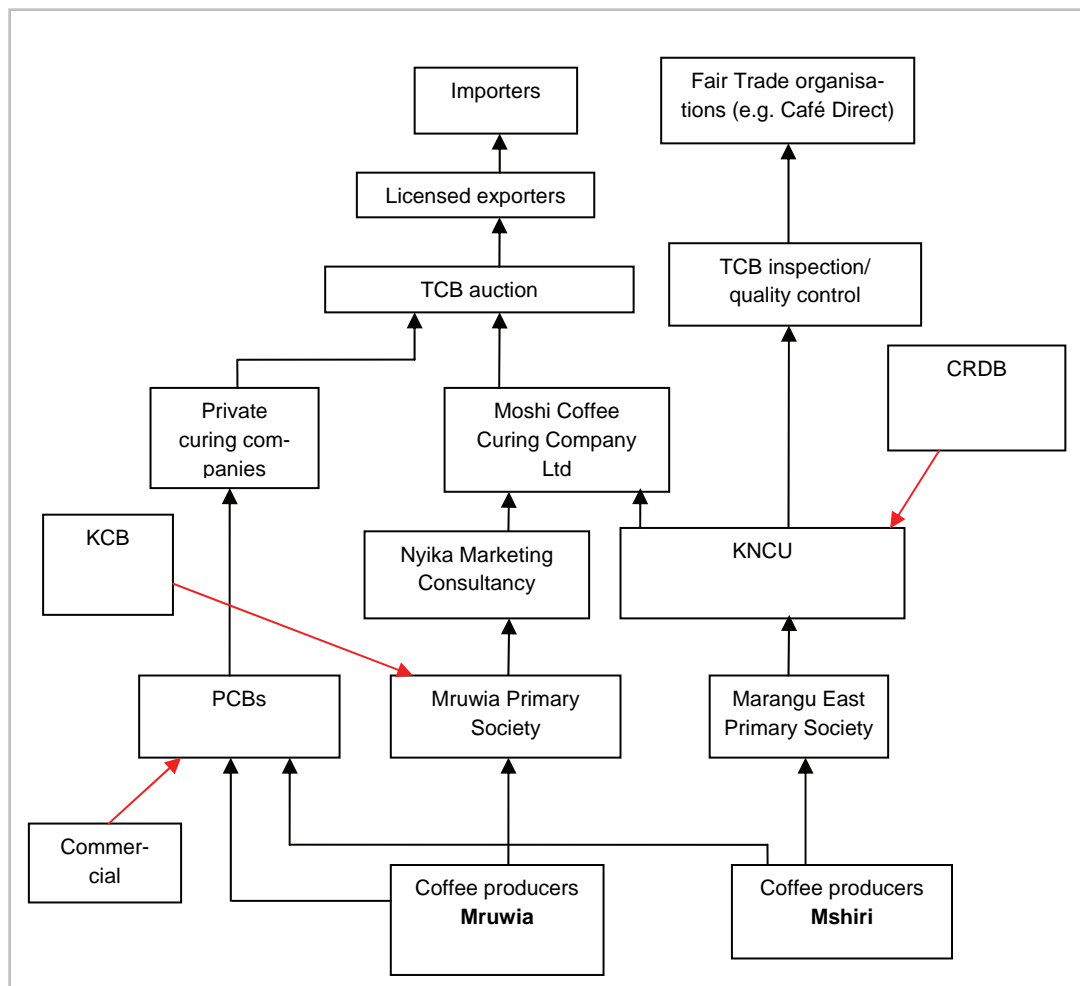 Importers
Fair Trade organisa-
tions (e.g. Café Direct)
Licensed exporters
TCB auction
TCB inspection/
quality control
CRDB
Private
curing com-
panies
Moshi Coffee
Curing Company
Ltd
KCB
Nyika Marketing
Consultancy
KNCU
PCBs
Mruwia Primary
Society
Marangu East
Primary Society
Commer-
cial
Coffee producers
Mruwia
Coffee producers
Mshiri